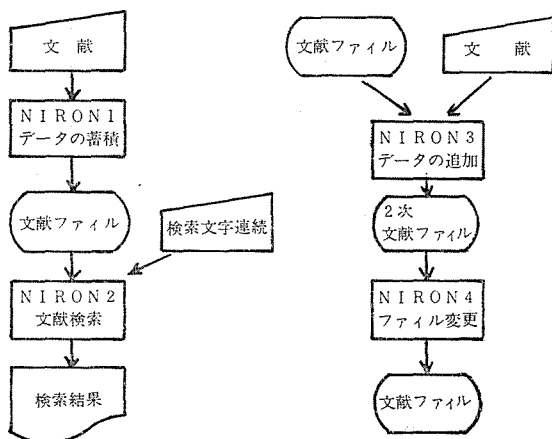 文 献
NIRON1
データの蓄積
文献ファイル
検索文字連続
NIRON2
文献検索
検索結果
文献ファイル
文 献
NIRON3
データの追加
2次
文献ファイル
NIRON4
ファイル変更
文献ファイル